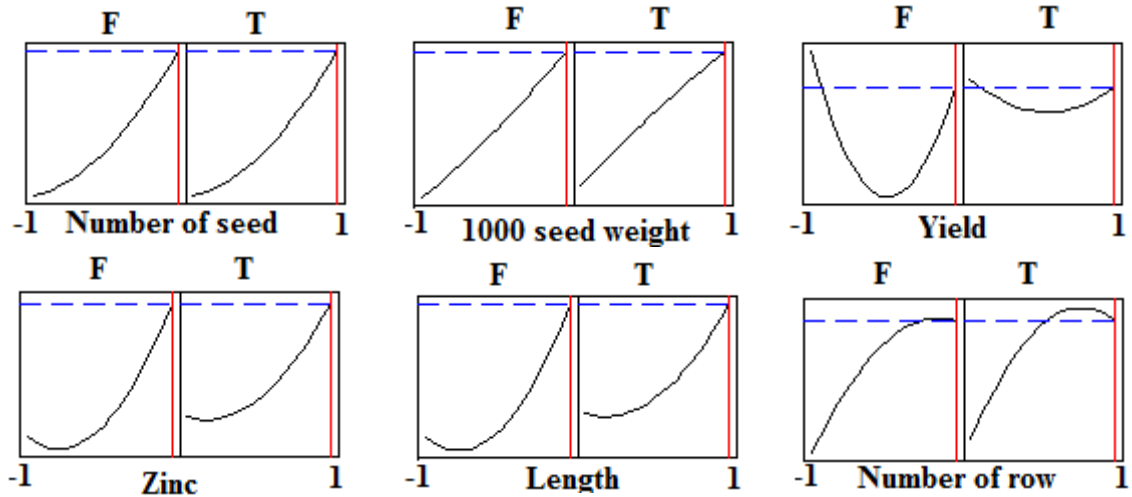 F T F T F T
-1 Number of seed 1 -1 1000 seed weight 1 -1 Yield 1
F T F T F T
-1 Zinc 1 -1 Length 1 -1 Number of row 1